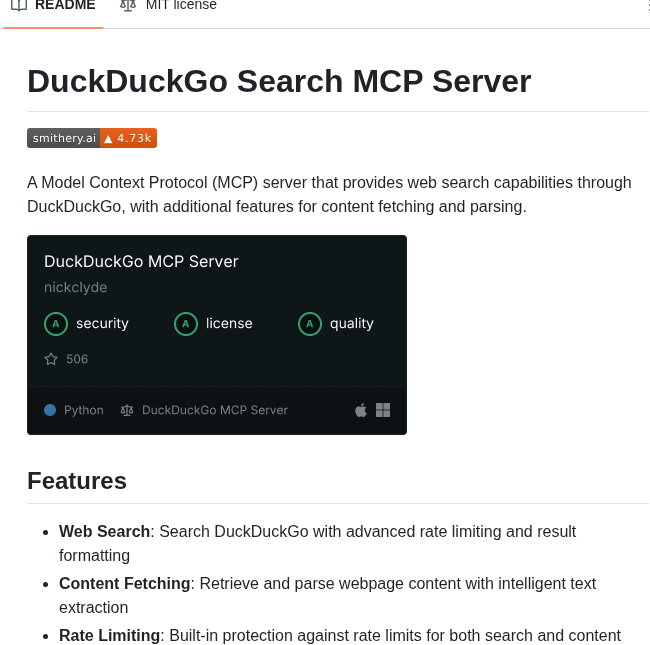 README MIT license
DuckDuckGo Search MCP Server
smithery.ai ▲ 4.73k
A Model Context Protocol (MCP) server that provides web search capabilities through
DuckDuckGo, with additional features for content fetching and parsing.
DuckDuckGo MCP Server
nickclyde
A security A license A quality
506
Python DuckDuckGo MCP Server
Features
• Web Search: Search DuckDuckGo with advanced rate limiting and result
formatting
• Content Fetching: Retrieve and parse webpage content with intelligent text
extraction
• Rate Limiting: Built-in protection against rate limits for both search and content